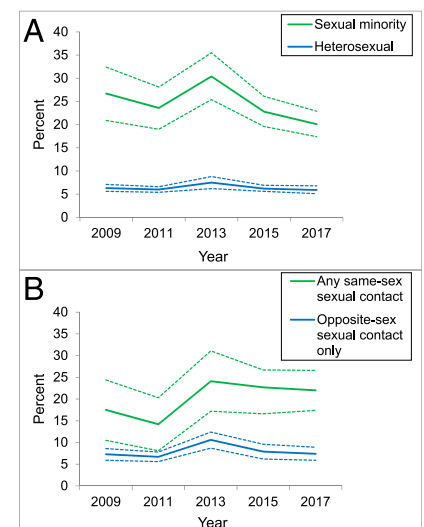 A
Sexual minority
Heterosexual
40
35
30
25
20
15
10
5
0
Percent
2009 2011 2013 2015 2017
Year
B
Any same-sex
sexual contact
Opposite-sex
sexual contact
only
40
35
30
25
20
15
10
5
0
Percent
2009 2011 2013 2015 2017
Year